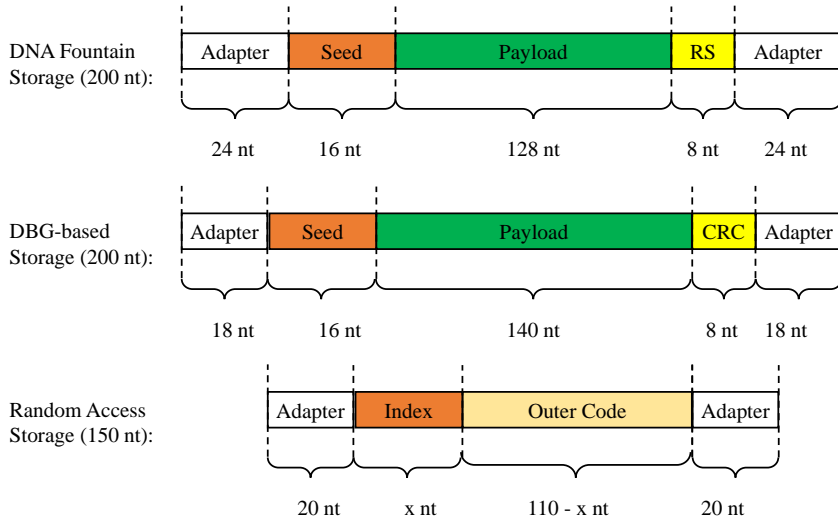 DNA Fountain
Storage (200 nt):
Adapter Seed Payload RS Adapter
24 nt 16 nt 128 nt 8 nt 24 nt
DBG-based
Storage (200 nt):
Adapter Seed Payload CRC Adapter
18 nt 16 nt 140 nt 8 nt 18 nt
Random Access
Storage (150 nt):
Adapter Index Outer Code Adapter
20 nt x nt 110 - x nt 20 nt